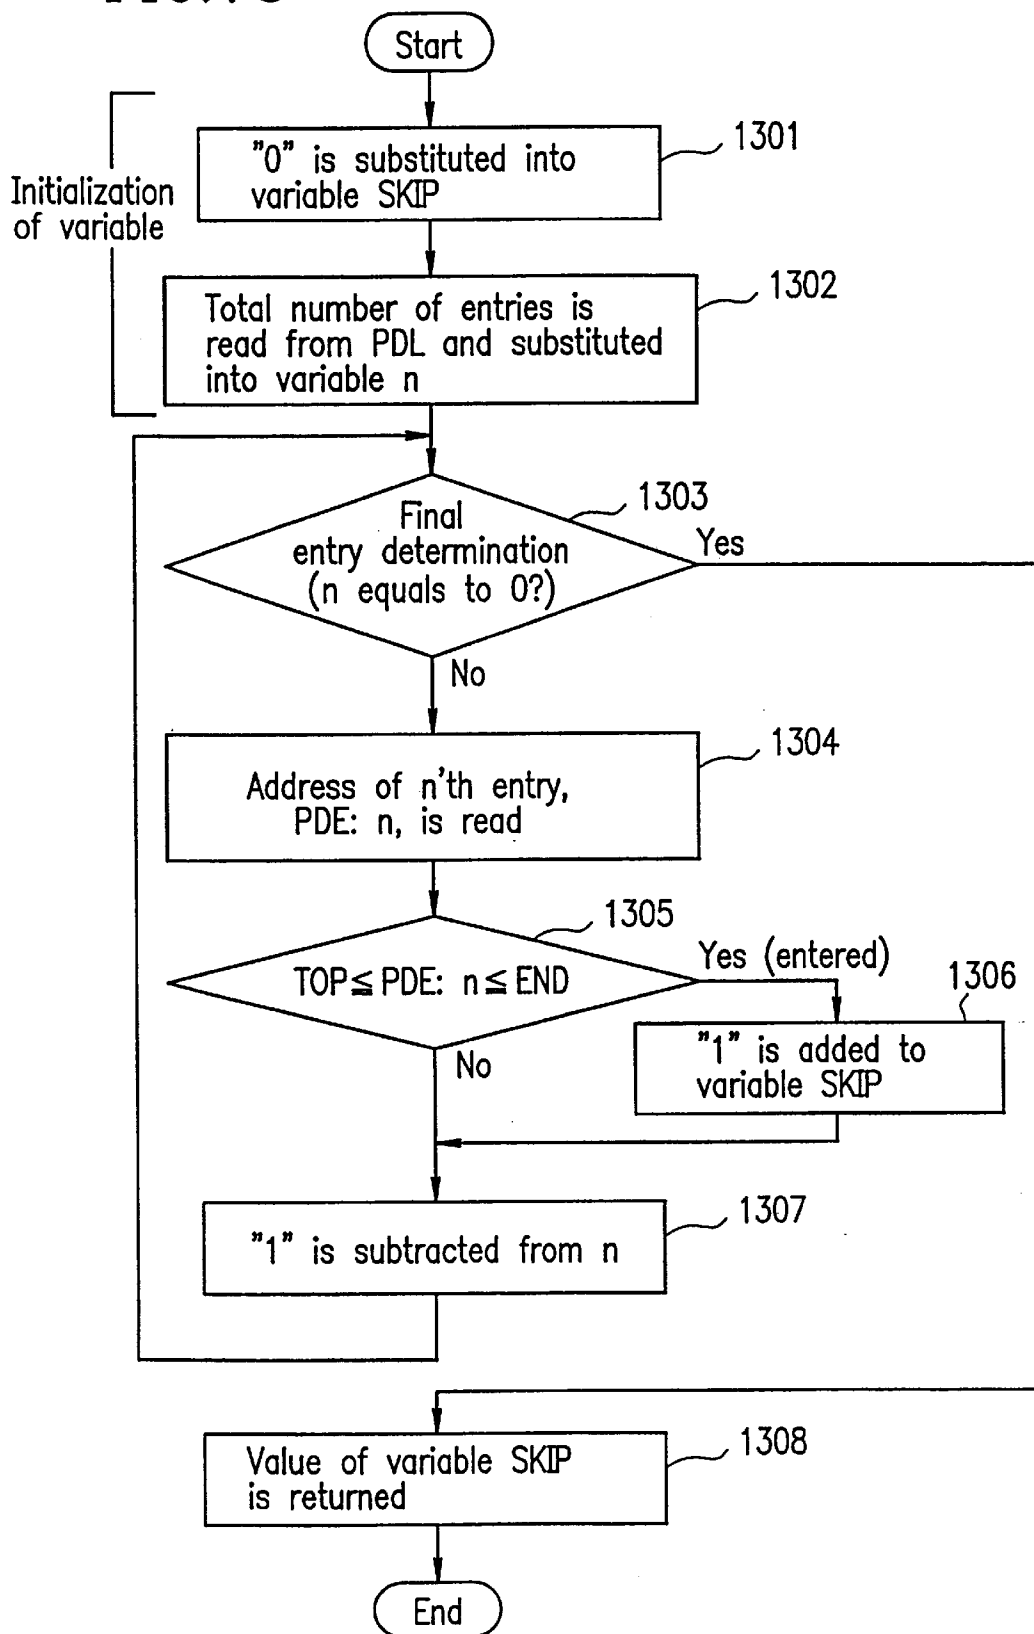 Start
"0" is substituted into
variable SKIP
1301
Initialization
of variable
Total number of entries is
read from PDL and substituted
into variable n
1302
Final
entry determination
(n equals to 0?)
1303
Yes
No
Address of n'th entry,
PDE: n, is read
1304
TOP≦PDE: n≦END
1305
Yes (entered)
No
"1" is added to
variable SKIP
1306
"1" is subtracted from n
1307
Value of variable SKIP
is returned
1308
End